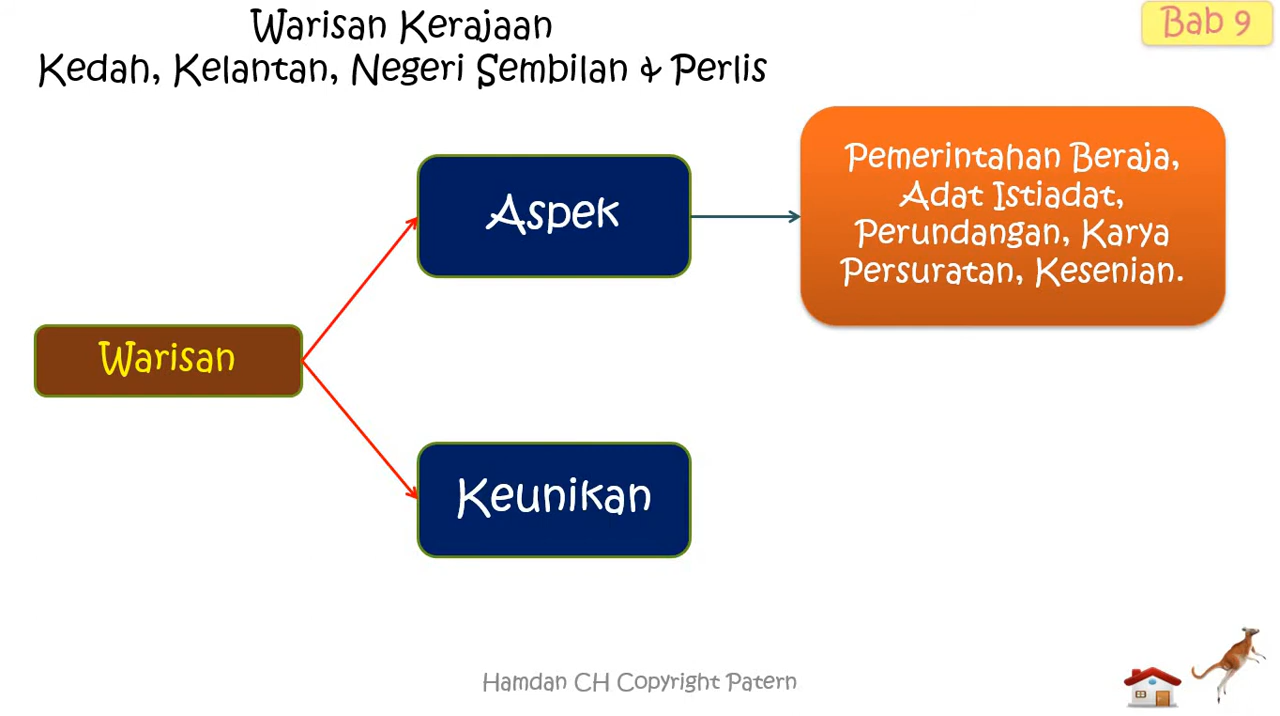 Warisan Kerajaan
Kedah, Kelantan, Negeri Sembilan & Perlis
Bab 9
Pemerintahan Beraja,
Adat Istiadat,
Perundangan, Karya
Persuratan, Kesenian.
Aspek
Warisan
Keunikan
Hamdan CH Copyright Patern